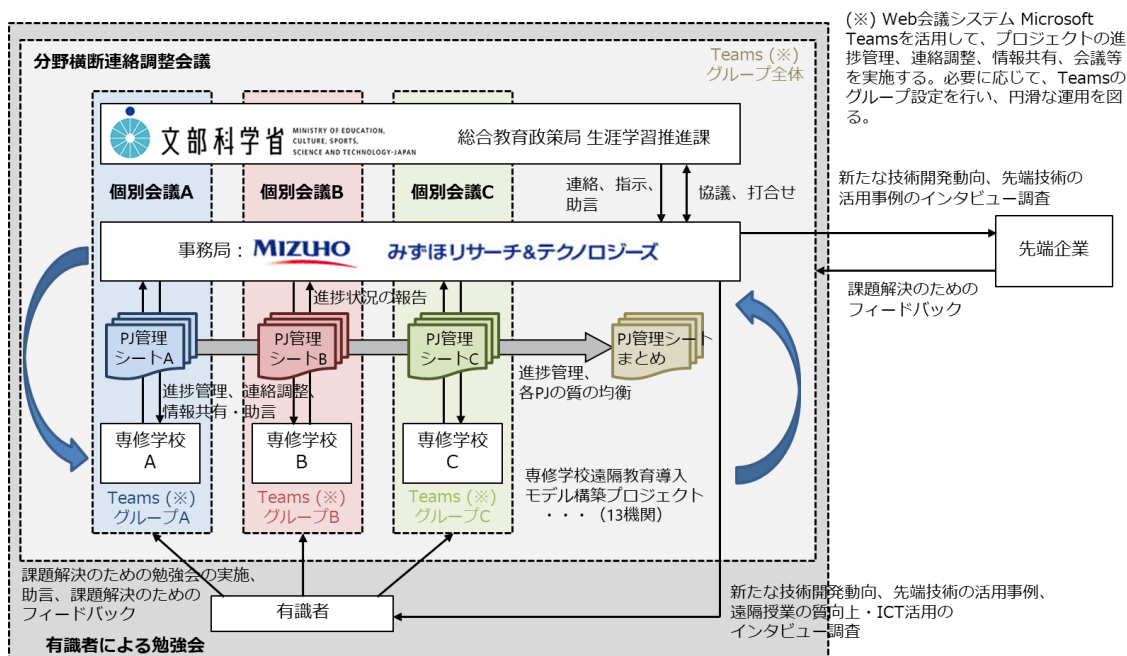 (※) Web会議システム Microsoft
Teamsを活用して、プロジェクトの進
捗管理、連絡調整、情報共有、会議等
を実施する。必要に応じて、Teamsの
グループ設定を行い、円滑な運用を図
る。
分野横断連絡調整会議
Teams (※)
グループ全体
文部科学省
MINISTRY OF EDUCATION,
CULTURE, SPORTS,
SCIENCE AND TECHNOLOGY-JAPAN
総合教育政策局 生涯学習推進課
個別会議A
個別会議B
個別会議C
連絡、指示、
助言
協議、打合せ
新たな技術開発動向、先端技術の
活用事例のインタビュー調査
事務局：
MIZUHO
みずほリサーチ&テクノロジーズ
先端企業
課題解決のための
フィードバック
進捗状況の報告
PJ管理
シートA
PJ管理
シートB
PJ管理
シートC
PJ管理シート
まとめ
進捗管理、
各PJの質の均衡
進捗管理、連絡調整、
情報共有・助言
専修学校
A
専修学校
B
専修学校
C
専修学校遠隔教育導入
モデル構築プロジェクト
・・・（13機関）
Teams (※)
グループA
Teams (※)
グループB
Teams (※)
グループC
課題解決のための勉強会の実施、
助言、課題解決のための
フィードバック
有識者
新たな技術開発動向、先端技術の活用事例、
遠隔授業の質向上・ICT活用の
インタビュー調査
有識者による勉強会